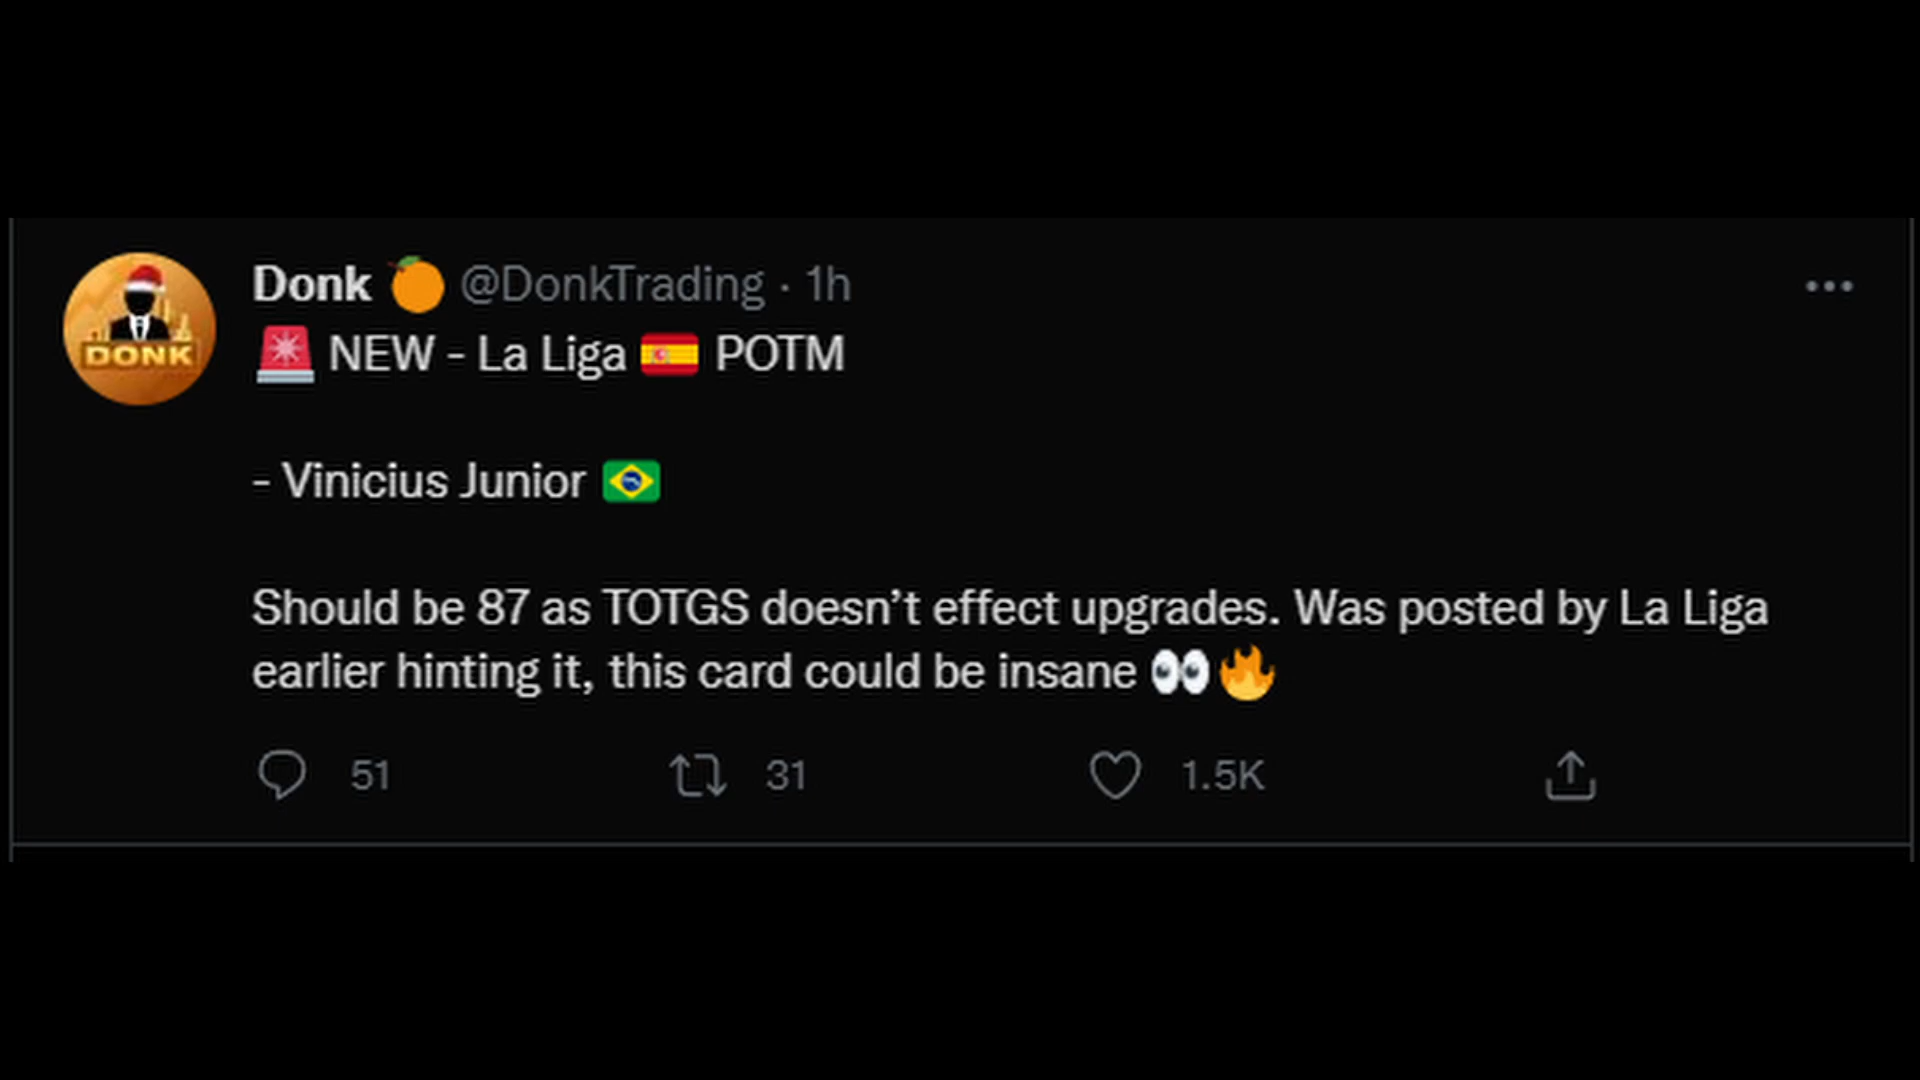 Donk 🍊 @DonkTrading · 1h
🚨 NEW - La Liga 🇪🇸 POTM
- Vinicius Junior 🇧🇷
Should be 87 as TOTGS doesn’t effect upgrades. Was posted by La Liga
earlier hinting it, this card could be insane 👀🔥
DONK
51 31 1.5K